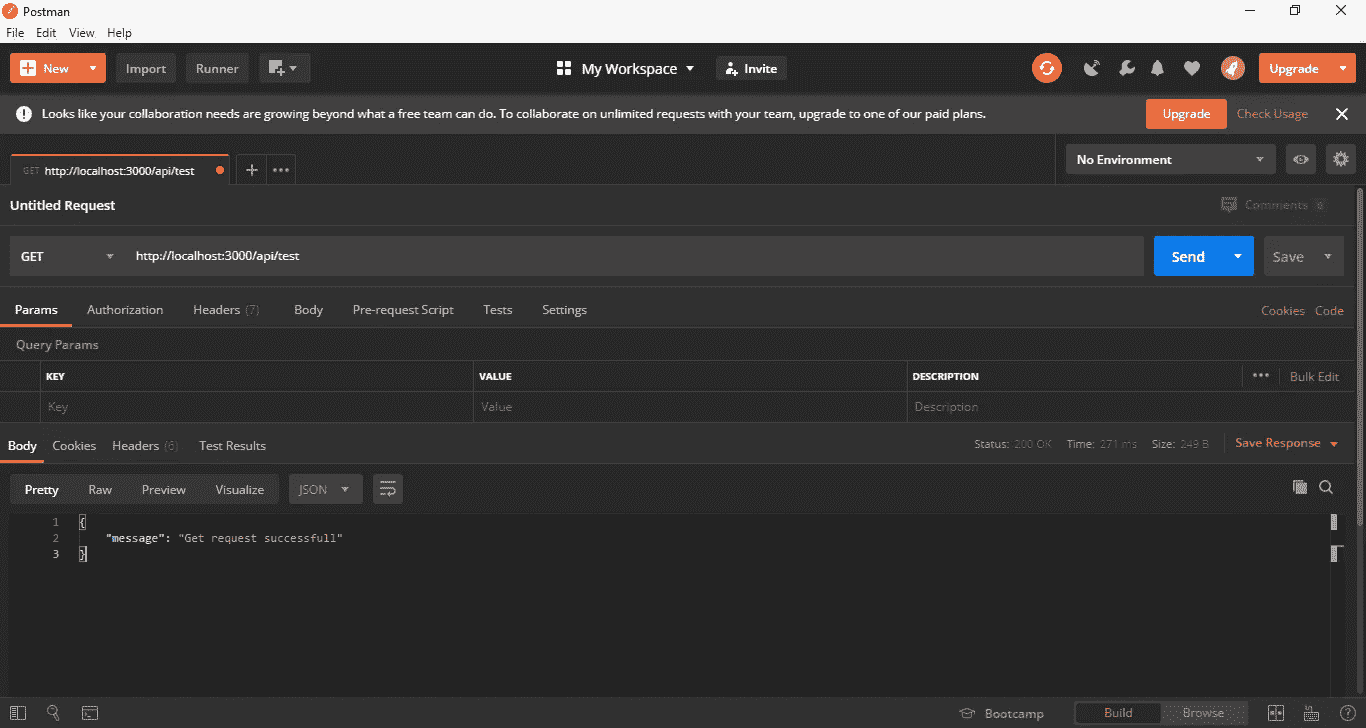 Postman
File Edit View Help
New Import Runner My Workspace Invite Upgrade
Looks like your collaboration needs are growing beyond what a free team can do. To collaborate on unlimited requests with your team, upgrade to one of our paid plans. Upgrade Check Usage
GET http://localhost:3000/api/test No Environment
Untitled Request Comments 0
GET http://localhost:3000/api/test Send Save
Params Authorization Headers (7) Body Pre-request Script Tests Settings Cookies Code
Query Params
KEY VALUE DESCRIPTION Bulk Edit
Key Value Description
Body Cookies Headers (6) Test Results Status: 200 OK Time: 271 ms Size: 249 B Save Response
Pretty Raw Preview Visualize JSON
1 {
2 "message": "Get request successfull"
3 }
Bootcamp Build Browse